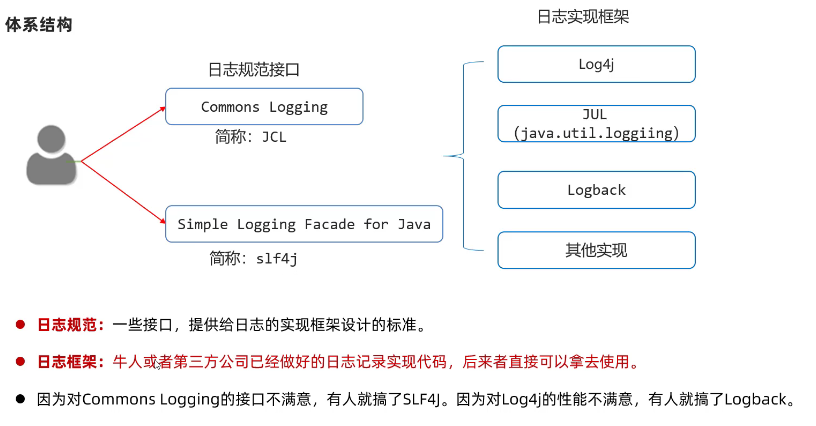 体系结构
日志规范接口
Commons Logging
简称：JCL
Simple Logging Facade for Java
简称：slf4j
日志实现框架
Log4j
JUL
（java.util.loggiing）
Logback
其他实现
日志规范：一些接口，提供给日志的实现框架设计的标准。
日志框架：牛人或者第三方公司已经做好的日志记录实现代码，后来者直接可以拿去使用。
因为对Commons Logging的接口不满意，有人就搞了SLF4J。因为对Log4j的性能不满意，有人就搞了Logback。